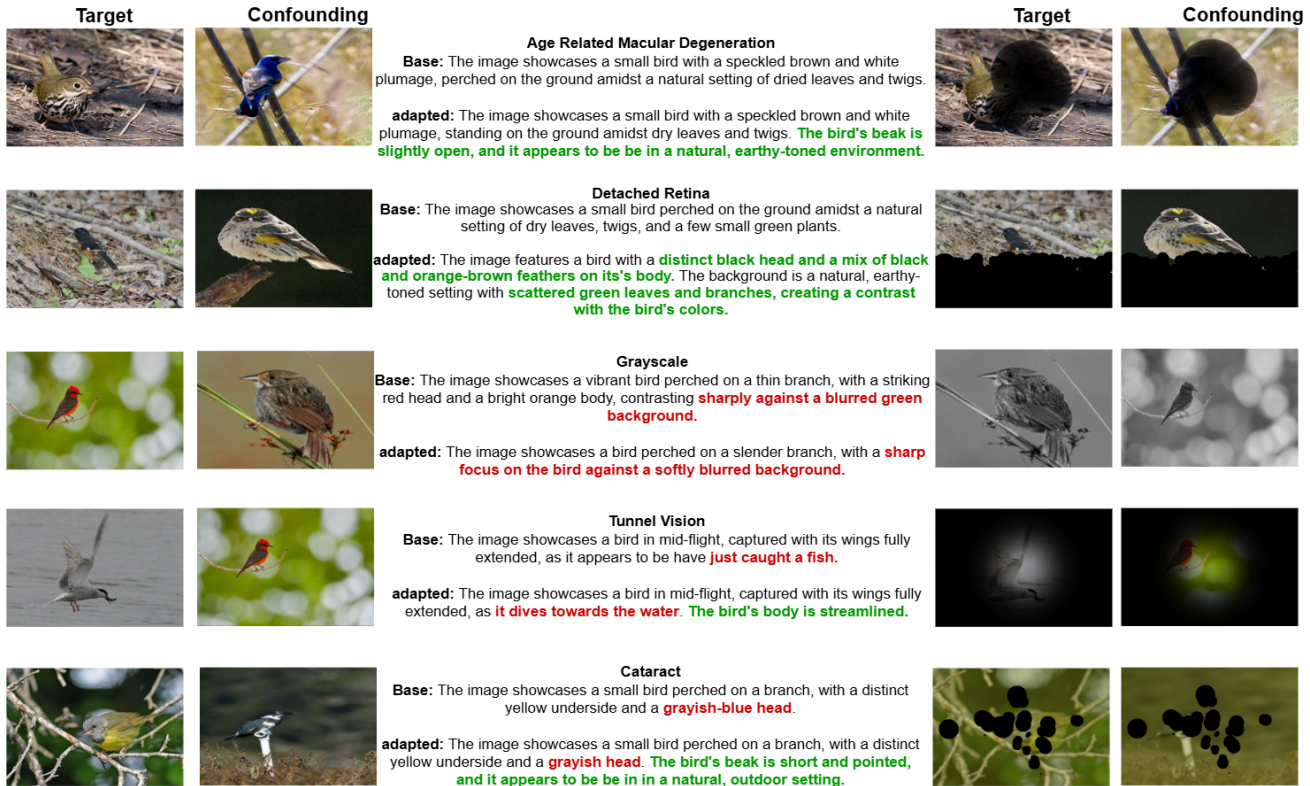 Target
Confounding
Target
Confounding
Age Related Macular Degeneration
Base: The image showcases a small bird with a speckled brown and white
plumage, perched on the ground amidst a natural setting of dried leaves and twigs.
adapted: The image showcases a small bird with a speckled brown and white
plumage, standing on the ground amidst dry leaves and twigs. The bird's beak is
slightly open, and it appears to be be in a natural, earthy-toned environment.
Detached Retina
Base: The image showcases a small bird perched on the ground amidst a natural
setting of dry leaves, twigs, and a few small green plants.
adapted: The image features a bird with a distinct black head and a mix of black
and orange-brown feathers on its's body. The background is a natural, earthy-
toned setting with scattered green leaves and branches, creating a contrast
with the bird's colors.
Grayscale
Base: The image showcases a vibrant bird perched on a thin branch, with a striking
red head and a bright orange body, contrasting sharply against a blurred green
background.
adapted: The image showcases a bird perched on a slender branch, with a sharp
focus on the bird against a softly blurred background.
Tunnel Vision
Base: The image showcases a bird in mid-flight, captured with its wings fully
extended, as it appears to be have just caught a fish.
adapted: The image showcases a bird in mid-flight, captured with its wings fully
extended, as it dives towards the water. The bird's body is streamlined.
Cataract
Base: The image showcases a small bird perched on a branch, with a distinct
yellow underside and a grayish-blue head.
adapted: The image showcases a small bird perched on a branch, with a distinct
yellow underside and a grayish head. The bird's beak is short and pointed,
and it appears to be be in in a natural, outdoor setting.